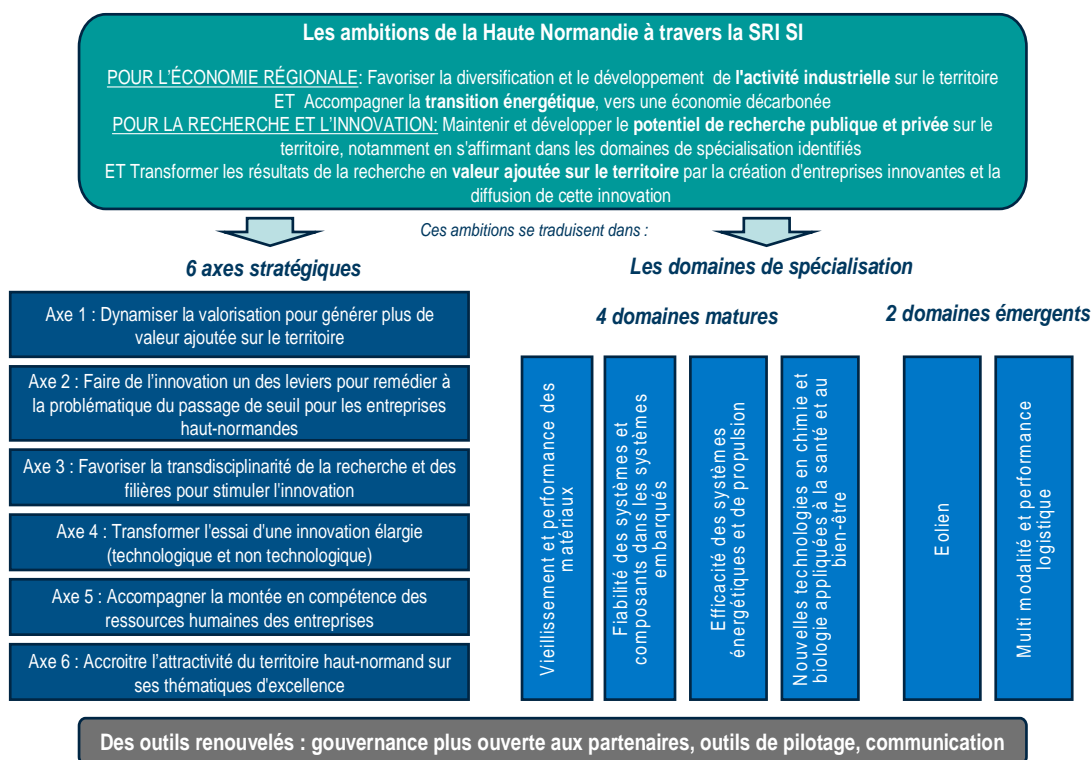 Les ambitions de la Haute Normandie à travers la SRI SI
POUR L'ÉCONOMIE RÉGIONALE: Favoriser la diversification et le développement de l'activité industrielle sur le territoire
ET Accompagner la transition énergétique, vers une économie décarbonée
POUR LA RECHERCHE ET L'INNOVATION: Maintenir et développer le potentiel de recherche publique et privée sur le
territoire, notamment en s'affirmant dans les domaines de spécialisation identifiés
ET Transformer les résultats de la recherche en valeur ajoutée sur le territoire par la création d'entreprises innovantes et la
diffusion de cette innovation
Ces ambitions se traduisent dans :
6 axes stratégiques
Axe 1 : Dynamiser la valorisation pour générer plus de
valeur ajoutée sur le territoire
Axe 2 : Faire de l'innovation un des leviers pour remédier à
la problématique du passage de seuil pour les entreprises
haut-normandes
Axe 3 : Favoriser la transdisciplinarité de la recherche et des
filières pour stimuler l'innovation
Axe 4 : Transformer l'essai d'une innovation élargie
(technologique et non technologique)
Axe 5 : Accompagner la montée en compétence des
ressources humaines des entreprises
Axe 6 : Accroitre l'attractivité du territoire haut-normand sur
ses thématiques d'excellence
Les domaines de spécialisation
4 domaines matures
Vieillissement et performance des
matériaux
Fiabilité des systèmes et
composants dans les systèmes
embarqués
Efficacité des systèmes
énergétiques et de propulsion
Nouvelles technologies en chimie et
biologie appliquées à la santé et au
bien-être
2 domaines émergents
Eolien
Multi modalité et performance
logistique
Des outils renouvelés : gouvernance plus ouverte aux partenaires, outils de pilotage, communication